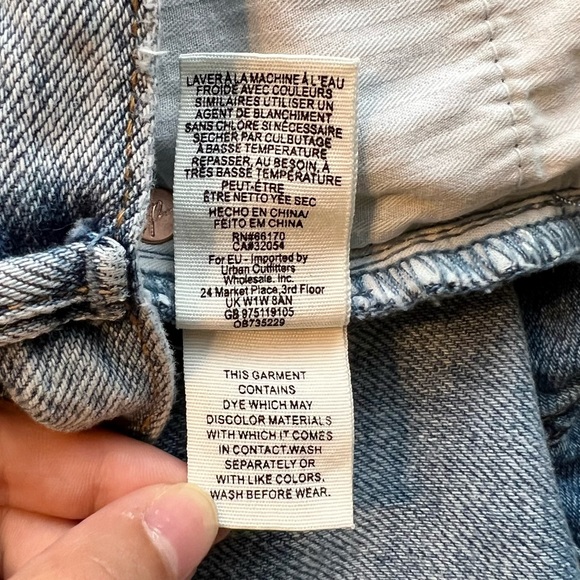 LAVER À LA MACHINE À L'EAU
FROIDE AVEC COULEURS
SIMILAIRES UTILISER UN
AGENT DE BLANCHIMENT
SANS CHLORE SI NÉCESSAIRE
SECHER PAR CULBUTAGE
À BASSE TEMPÉRATURE
REPASSER, AU BESOIN, À
TRÈS BASSE TEMPÉRATURE
PEUT-ÊTRE
ÊTRE NETTOYÉE SEC
HECHO EN CHINA/
FEITO EM CHINA
RN#66170
CA#32054
For EU - Imported by
Urban Outfitters
Wholesale, Inc.
24 Market Place,3rd Floor
UK W1W 8AN
GB 975119105
OB735229
THIS GARMENT
CONTAINS
DYE WHICH MAY
DISCOLOR MATERIALS
WITH WHICH IT COMES
IN CONTACT.WASH
SEPARATELY OR
WITH LIKE COLORS,
WASH BEFORE WEAR.